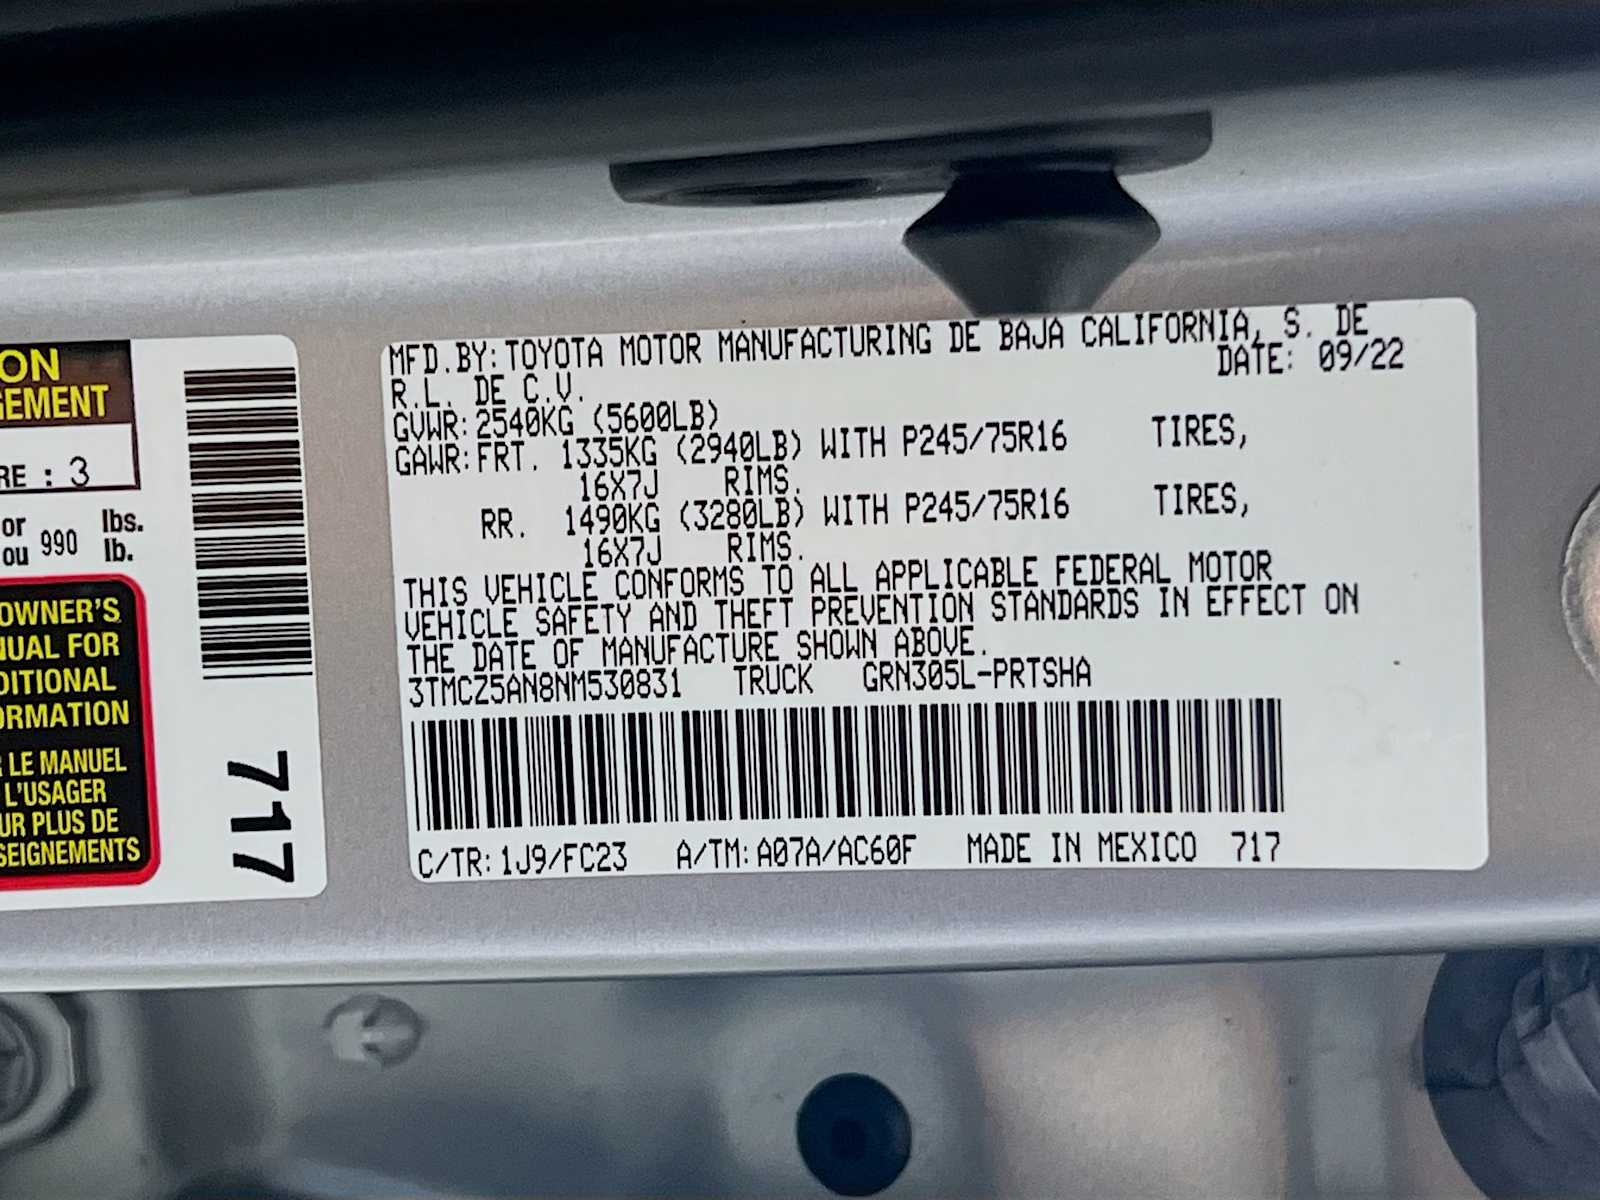 ON
GEMENT
RE : 3
or
ou 990 lbs.
lb.
OWNER'S
NUAL FOR
DITIONAL
ORMATION
LE MANUEL
L'USAGER
UR PLUS DE
SEIGNEMENTS
717
MFD.BY: TOYOTA MOTOR MANUFACTURING DE BAJA CALIFORNIA, S. DE
R.L. DE C.V. DATE: 09/22
GVWR: 2540KG (5600LB)
GAWR: FRT. 1335KG (2940LB) WITH P245/75R16 TIRES,
16X7J RIMS.
RR. 1490KG (3280LB) WITH P245/75R16 TIRES,
16X7J RIMS.
THIS VEHICLE CONFORMS TO ALL APPLICABLE FEDERAL MOTOR
VEHICLE SAFETY AND THEFT PREVENTION STANDARDS IN EFFECT ON
THE DATE OF MANUFACTURE SHOWN ABOVE.
3TMCZ5AN8NM530831 TRUCK GRN305L-PRTSHA
C/TR: 1J9/FC23 A/TM: A07A/AC60F MADE IN MEXICO 717